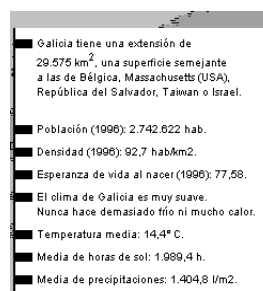 Galicia tiene una extensión de
29.575 km², una superficie semejante
a las de Bélgica, Massachusetts (USA),
República del Salvador, Taiwan o Israel.
Población (1996): 2.742.622 hab.
Densidad (1996): 92,7 hab/km2.
Esperanza de vida al nacer (1996): 77,58.
El clima de Galicia es muy suave.
Nunca hace demasiado frío ni mucho calor.
Temperatura media: 14,4° C.
Media de horas de sol: 1.989,4 h.
Media de precipitaciones: 1.404,8 l/m2.